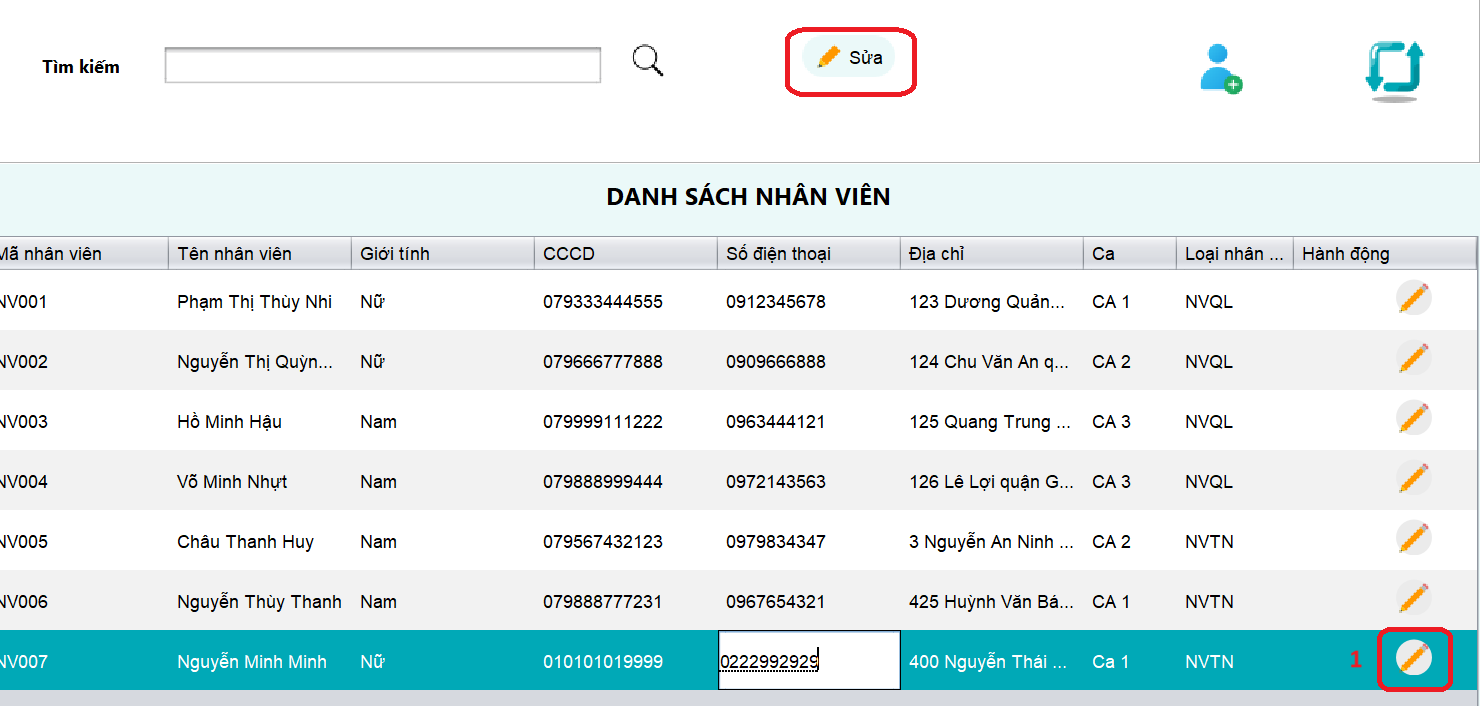 Tìm kiếm Sửa
DANH SÁCH NHÂN VIÊN
Mã nhân viên Tên nhân viên Giới tính CCCD Số điện thoại Địa chỉ Ca Loại nhân ... Hành động
NV001 Phạm Thị Thùy Nhi Nữ 079333444555 0912345678 123 Dương Quản... CA 1 NVQL
NV002 Nguyễn Thị Quỳn... Nữ 079666777888 0909666888 124 Chu Văn An q... CA 2 NVQL
NV003 Hồ Minh Hậu Nam 079999111222 0963444121 125 Quang Trung ... CA 3 NVQL
NV004 Võ Minh Nhựt Nam 079888999444 0972143563 126 Lê Lợi quận G... CA 3 NVQL
NV005 Châu Thanh Huy Nam 079567432123 0979834347 3 Nguyễn An Ninh ... CA 2 NVTN
NV006 Nguyễn Thùy Thanh Nam 079888777231 0967654321 425 Huỳnh Văn Bá... CA 1 NVTN
NV007 Nguyễn Minh Minh Nữ 010101019999 0222992929 400 Nguyễn Thái ... Ca 1 NVTN 1